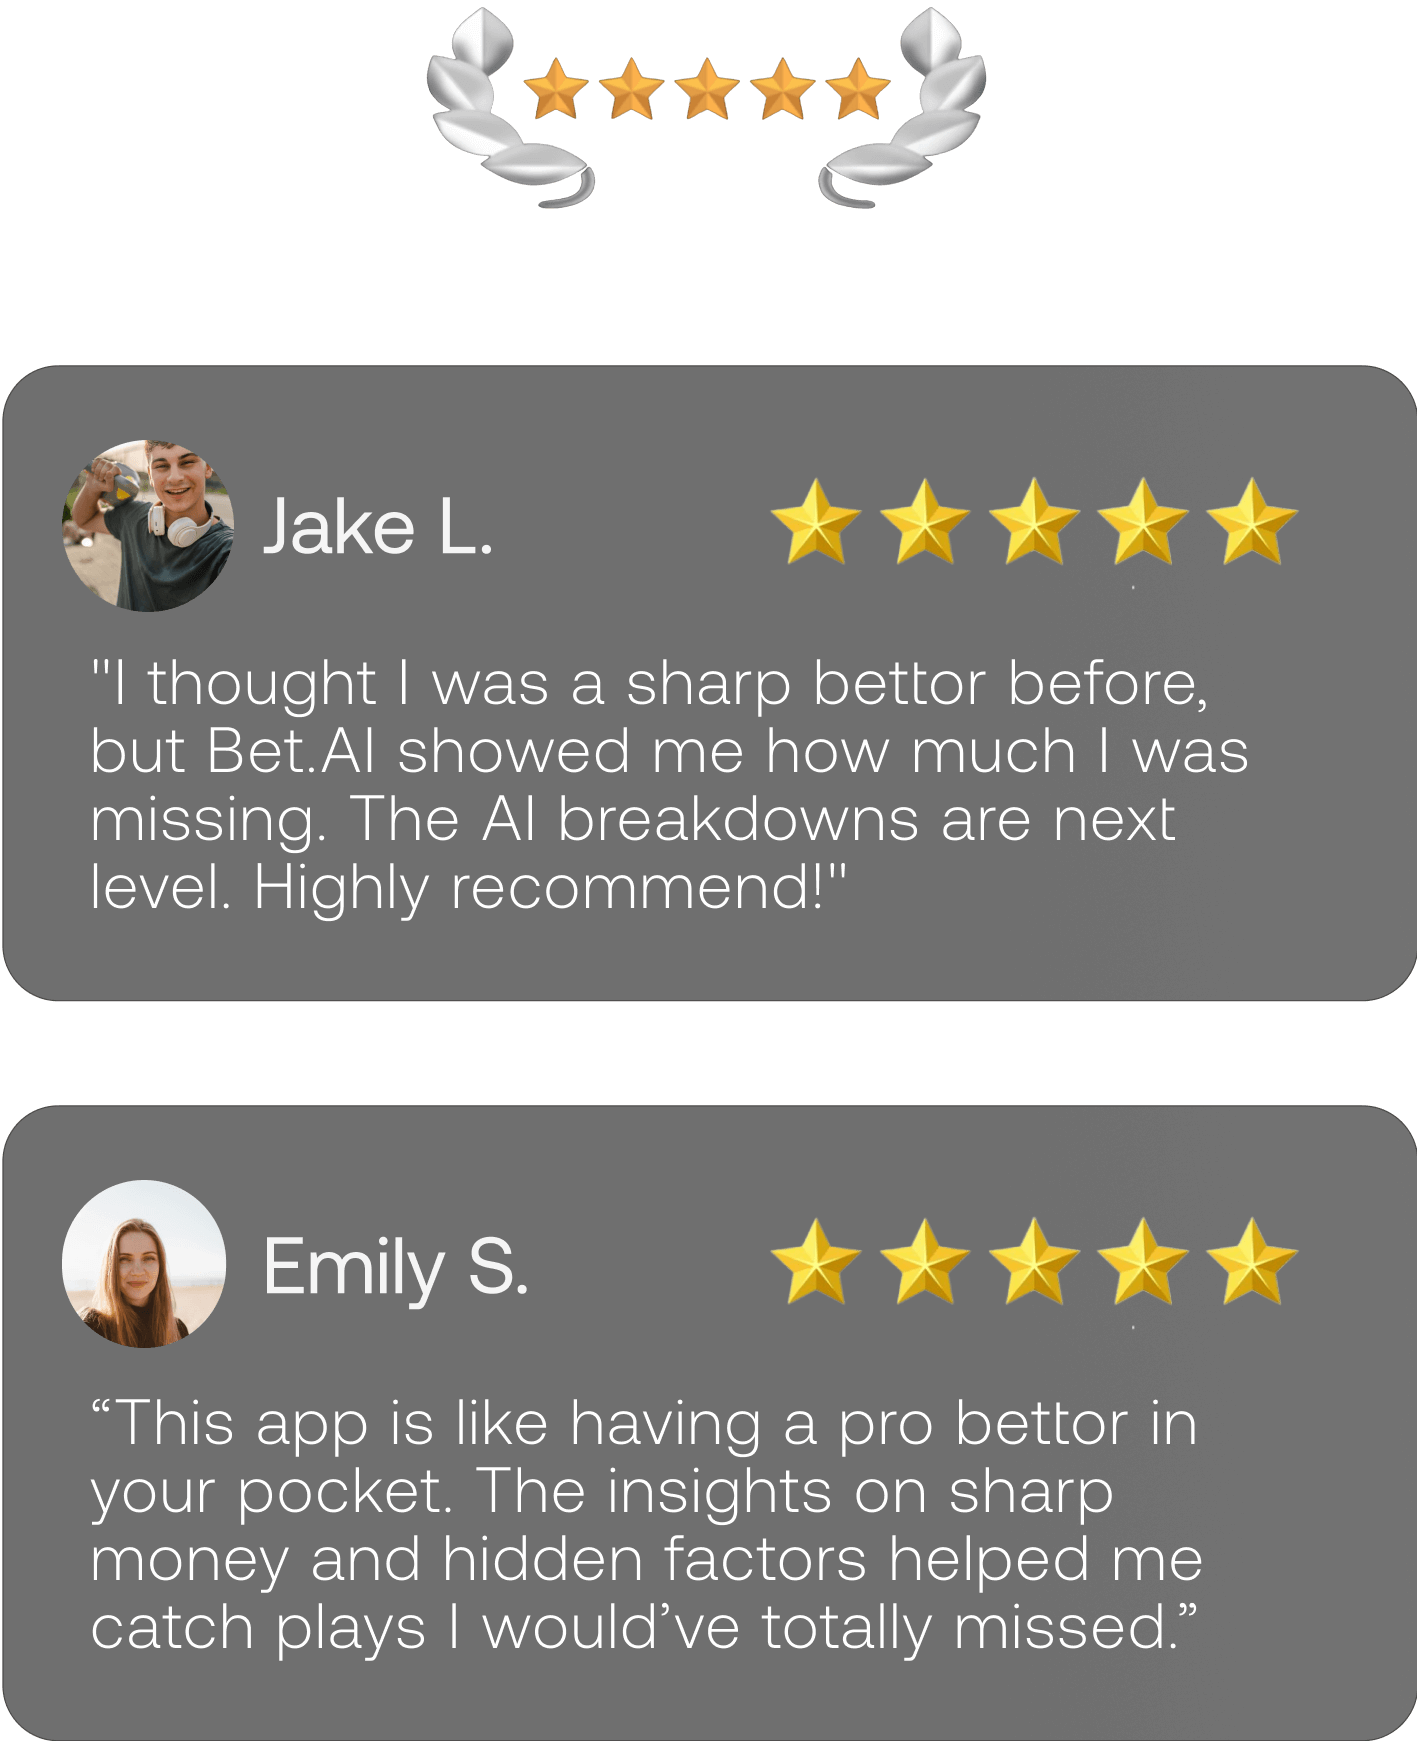 Jake L.
"I thought I was a sharp bettor before,
but Bet.AI showed me how much I was
missing. The AI breakdowns are next
level. Highly recommend!"
Emily S.
“This app is like having a pro bettor in
your pocket. The insights on sharp
money and hidden factors helped me
catch plays I would’ve totally missed.”